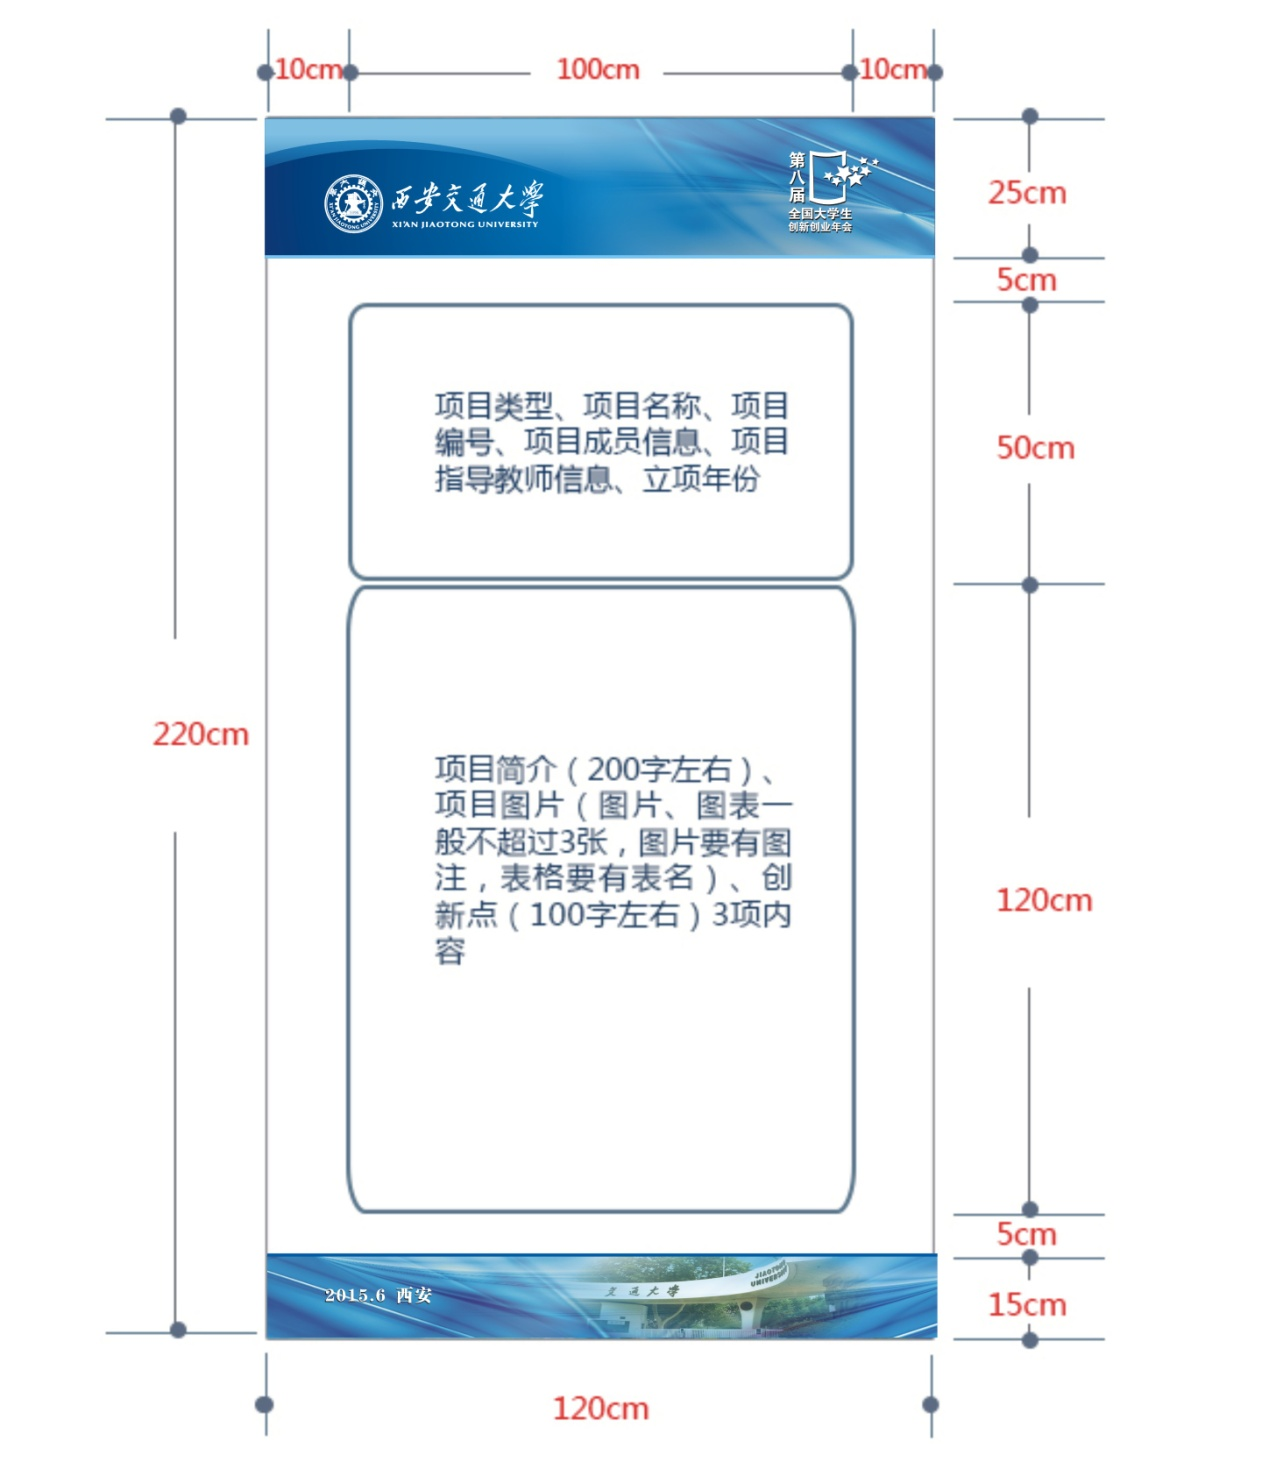 10cm
100cm
10cm
西安交通大学
XI'AN JIAOTONG UNIVERSITY
第八届
全国大学生
创新创业年会
25cm
5cm
项目类型、项目名称、项目
编号、项目成员信息、项目
指导教师信息、立项年份
50cm
220cm
项目简介（200字左右）、
项目图片（图片、图表一
般不超过3张，图片要有图
注，表格要有表名）、创
新点（100字左右）3项内
容
120cm
5cm
2015.6 西安
交通大学
15cm
120cm